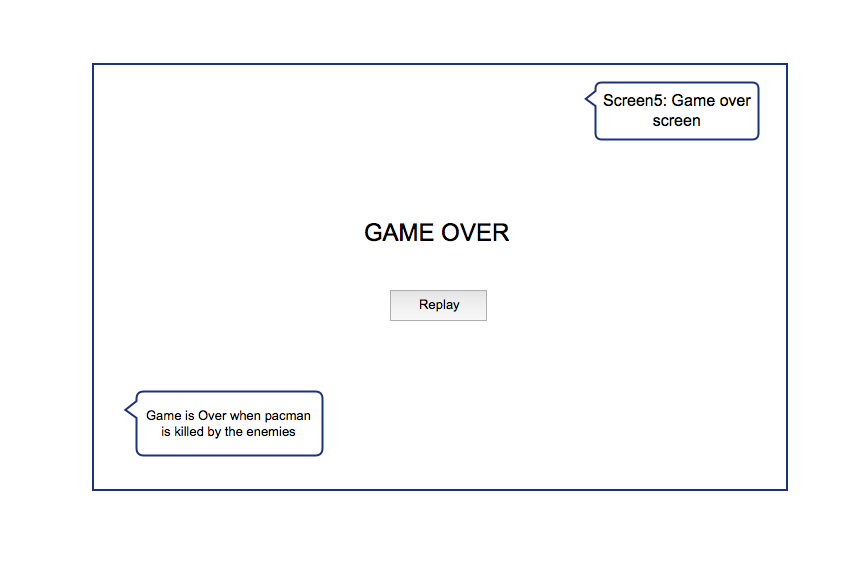 Screen5: Game over
screen
GAME OVER
Replay
Game is Over when pacman
is killed by the enemies